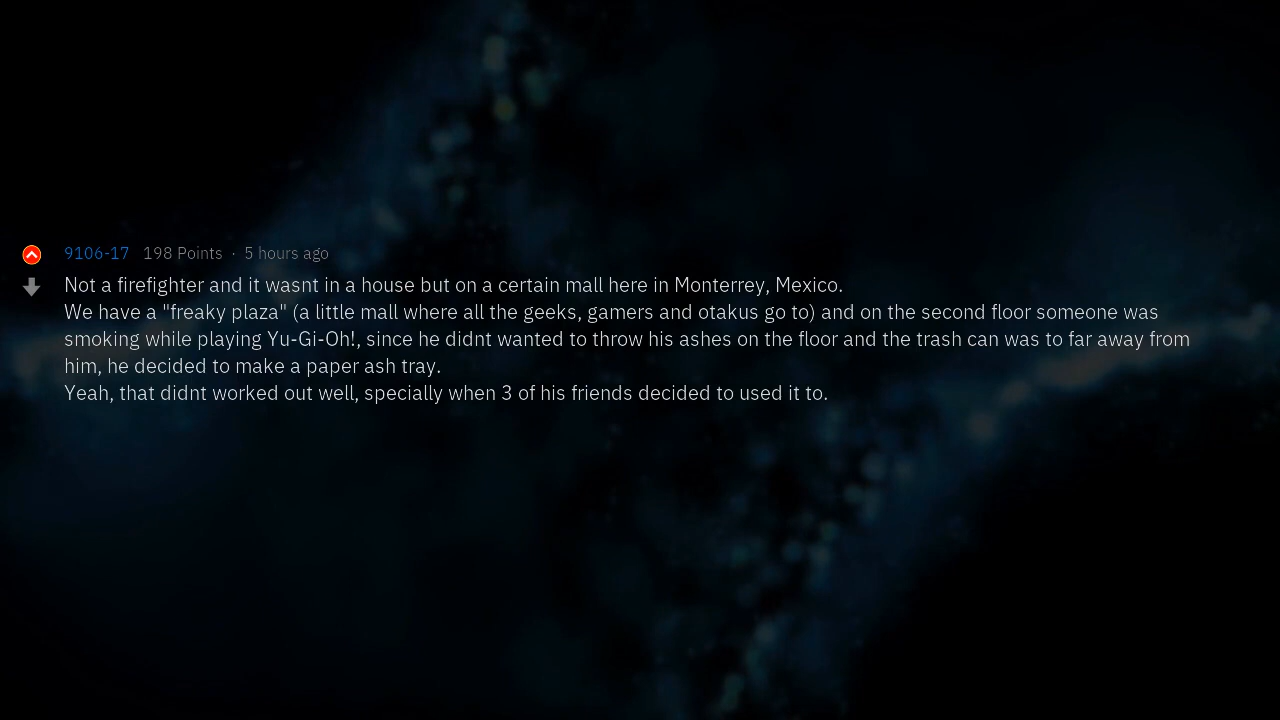 9106-17 198 Points · 5 hours ago
Not a firefighter and it wasnt in a house but on a certain mall here in Monterrey, Mexico.
We have a "freaky plaza" (a little mall where all the geeks, gamers and otakus go to) and on the second floor someone was
smoking while playing Yu-Gi-Oh!, since he didnt wanted to throw his ashes on the floor and the trash can was to far away from
him, he decided to make a paper ash tray.
Yeah, that didnt worked out well, specially when 3 of his friends decided to used it to.